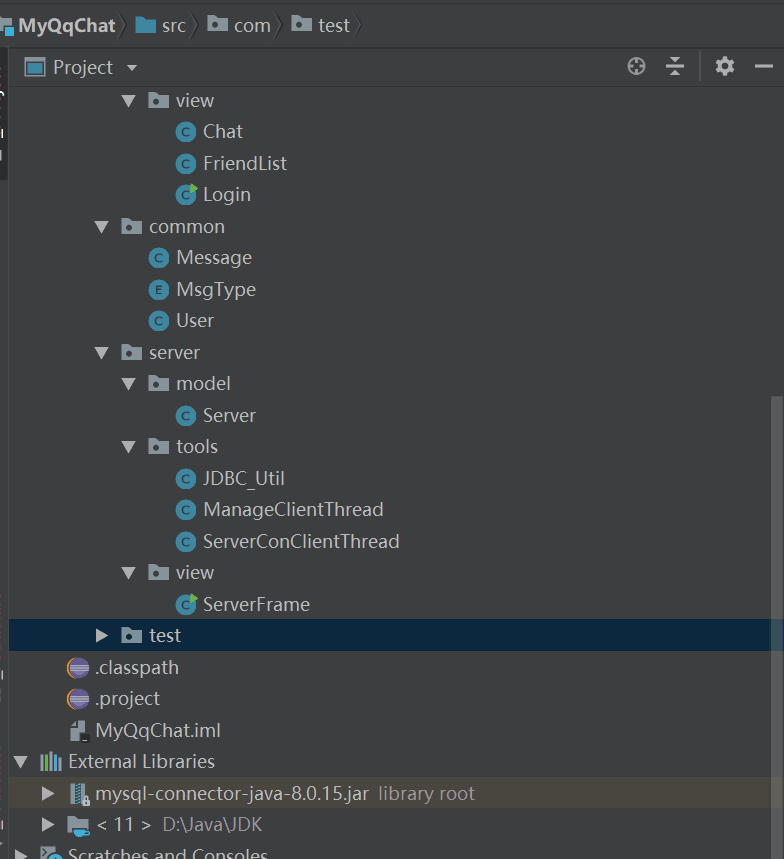 MyQqChat src com test
Project
view
C Chat
C FriendList
C Login
common
C Message
E MsgType
C User
server
model
C Server
tools
C JDBC_Util
C ManageClientThread
C ServerConClientThread
view
C ServerFrame
test
.classpath
.project
MyQqChat.iml
External Libraries
mysql-connector-java-8.0.15.jar library root
< 11 > D:\Java\JDK
Scratches and Consoles